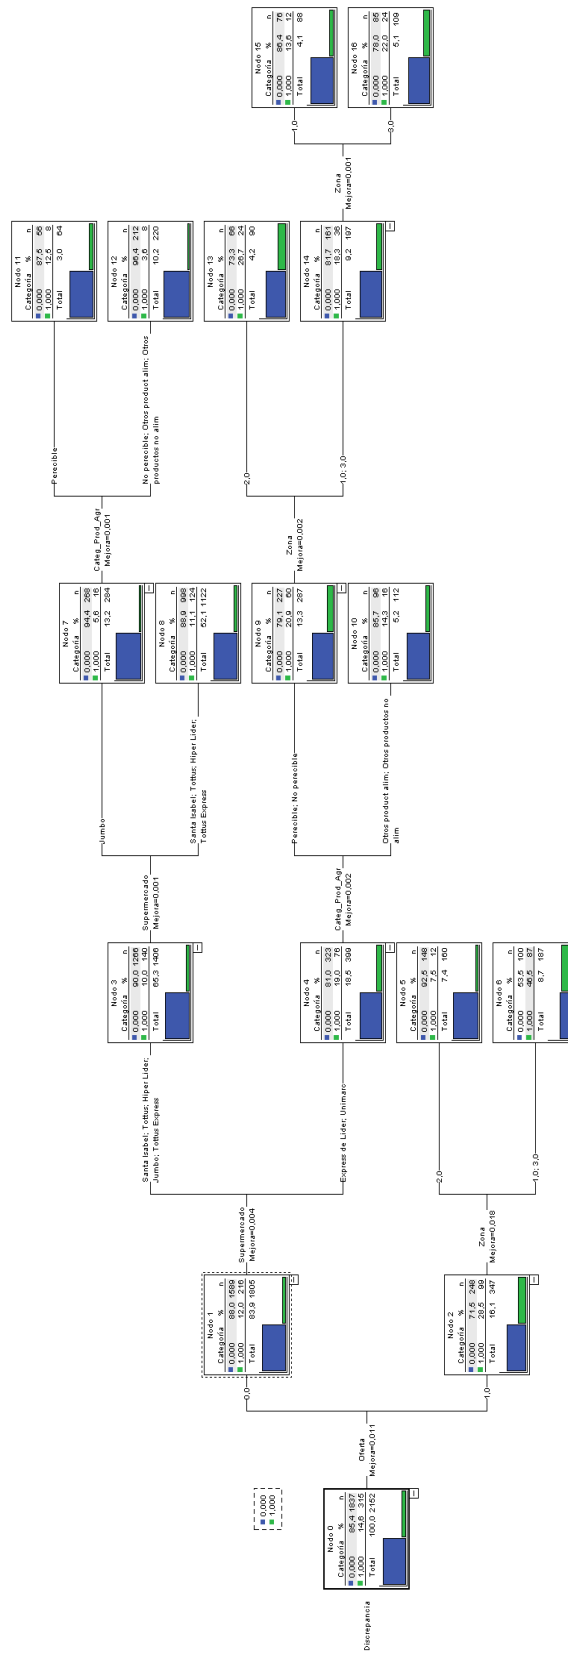 Discrepancia
Nodo 0
Categoría % n
0,000 85,4 1837
1,000 14,6 315
Total 100,0 2152
0,000
1,000
Oferta
Mejora=0,011
0,0
1,0
Nodo 1
Categoría % n
0,000 88,0 1589
1,000 12,0 216
Total 83,9 1805
Nodo 2
Categoría % n
0,000 71,5 248
1,000 28,5 99
Total 16,1 347
Supermercado
Mejora=0,004
Zona
Mejora=0,018
Santa Isabel; Tottus; Hiper Lider;
Jumbo; Tottus Express
Express de Lider; Unimarc
2,0
1,0; 3,0
Nodo 3
Categoría % n
0,000 90,0 1266
1,000 10,0 140
Total 65,3 1406
Nodo 4
Categoría % n
0,000 81,0 323
1,000 19,0 76
Total 18,5 399
Nodo 5
Categoría % n
0,000 92,5 148
1,000 7,5 12
Total 7,4 160
Nodo 6
Categoría % n
0,000 53,5 100
1,000 46,5 87
Total 8,7 187
Supermercado
Mejora=0,001
Categ_Prod_Agr
Mejora=0,002
Jumbo
Santa Isabel; Tottus; Hiper Lider;
Tottus Express
Perecible; No perecible
Otros product alim; Otros productos no
alim
Nodo 7
Categoría % n
0,000 94,4 268
1,000 5,6 16
Total 13,2 284
Nodo 8
Categoría % n
0,000 88,9 998
1,000 11,1 124
Total 52,1 1122
Nodo 9
Categoría % n
0,000 79,1 227
1,000 20,9 60
Total 13,3 287
Nodo 10
Categoría % n
0,000 85,7 96
1,000 14,3 16
Total 5,2 112
Categ_Prod_Agr
Mejora=0,001
Zona
Mejora=0,002
Perecible
No perecible; Otros product alim; Otros
productos no alim
2,0
1,0; 3,0
Nodo 11
Categoría % n
0,000 87,5 56
1,000 12,5 8
Total 3,0 64
Nodo 12
Categoría % n
0,000 96,4 212
1,000 3,6 8
Total 10,2 220
Nodo 13
Categoría % n
0,000 73,3 66
1,000 26,7 24
Total 4,2 90
Nodo 14
Categoría % n
0,000 81,7 161
1,000 18,3 36
Total 9,2 197
Zona
Mejora=0,001
1,0
3,0
Nodo 15
Categoría % n
0,000 86,4 76
1,000 13,6 12
Total 4,1 88
Nodo 16
Categoría % n
0,000 78,0 85
1,000 22,0 24
Total 5,1 109